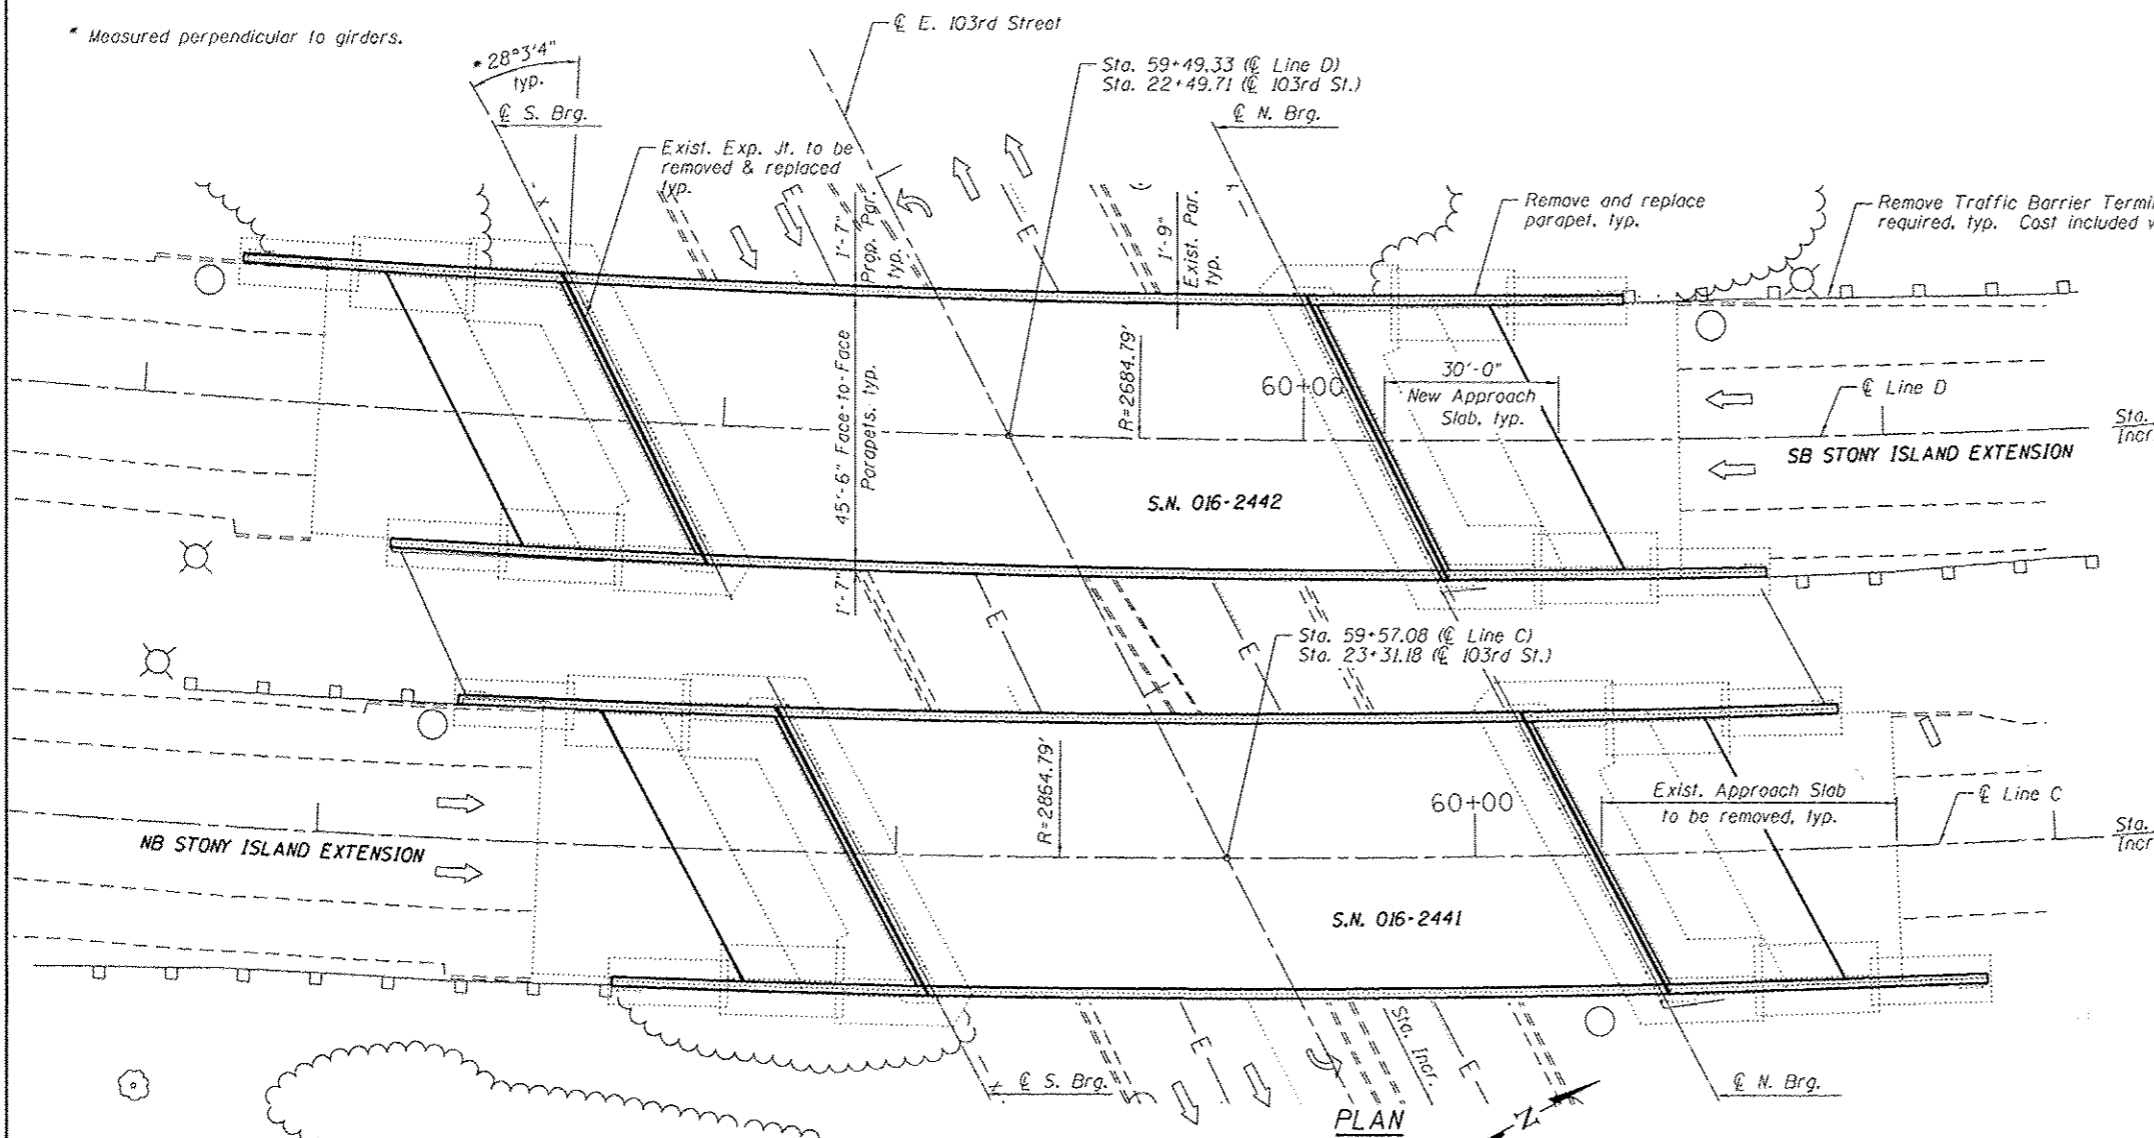 * Measured perpendicular to girders.
* 28°3'4"
typ.
℄ S. Brg.
℄ E. 103rd Street
Sta. 59+49.33 (℄ Line D)
Sta. 22+49.71 (℄ 103rd St.)
℄ N. Brg.
Exist. Exp. Jt. to be
removed & replaced
typ.
1'-7"
Prop. Par.
typ.
1'-9"
Exist. Par.
typ.
Remove and replace
parapet, typ.
Remove Traffic Barrier
required, typ. Cost included
E
E
45'-6" Face-to-Face
Parapets, typ.
R=2684.79'
60+00
30'-0"
New Approach
Slab, typ.
℄ Line D
Sta.
SB STONY ISLAND EXTENSION
S.N. 016-2442
1'-7"
E
E
Sta. 59+57.08 (℄ Line C)
Sta. 23+31.18 (℄ 103rd St.)
R=2864.79'
60+00
Exist. Approach Slab
to be removed, typ.
℄ Line C
Sta.
NB STONY ISLAND EXTENSION
S.N. 016-2441
℄ S. Brg.
E
Sta. Incr.
E
℄ N. Brg.
N
PLAN